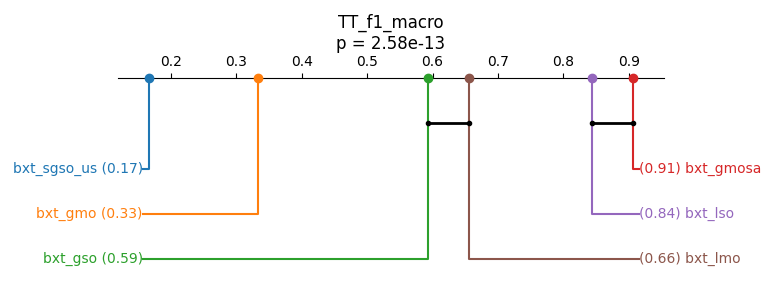 TT_f1_macro
p = 2.58e-13
0.2 0.3 0.4 0.5 0.6 0.7 0.8 0.9
bxt_sgso_us (0.17) (0.91) bxt_gmosa
bxt_gmo (0.33) (0.84) bxt_lso
bxt_gso (0.59) (0.66) bxt_lmo